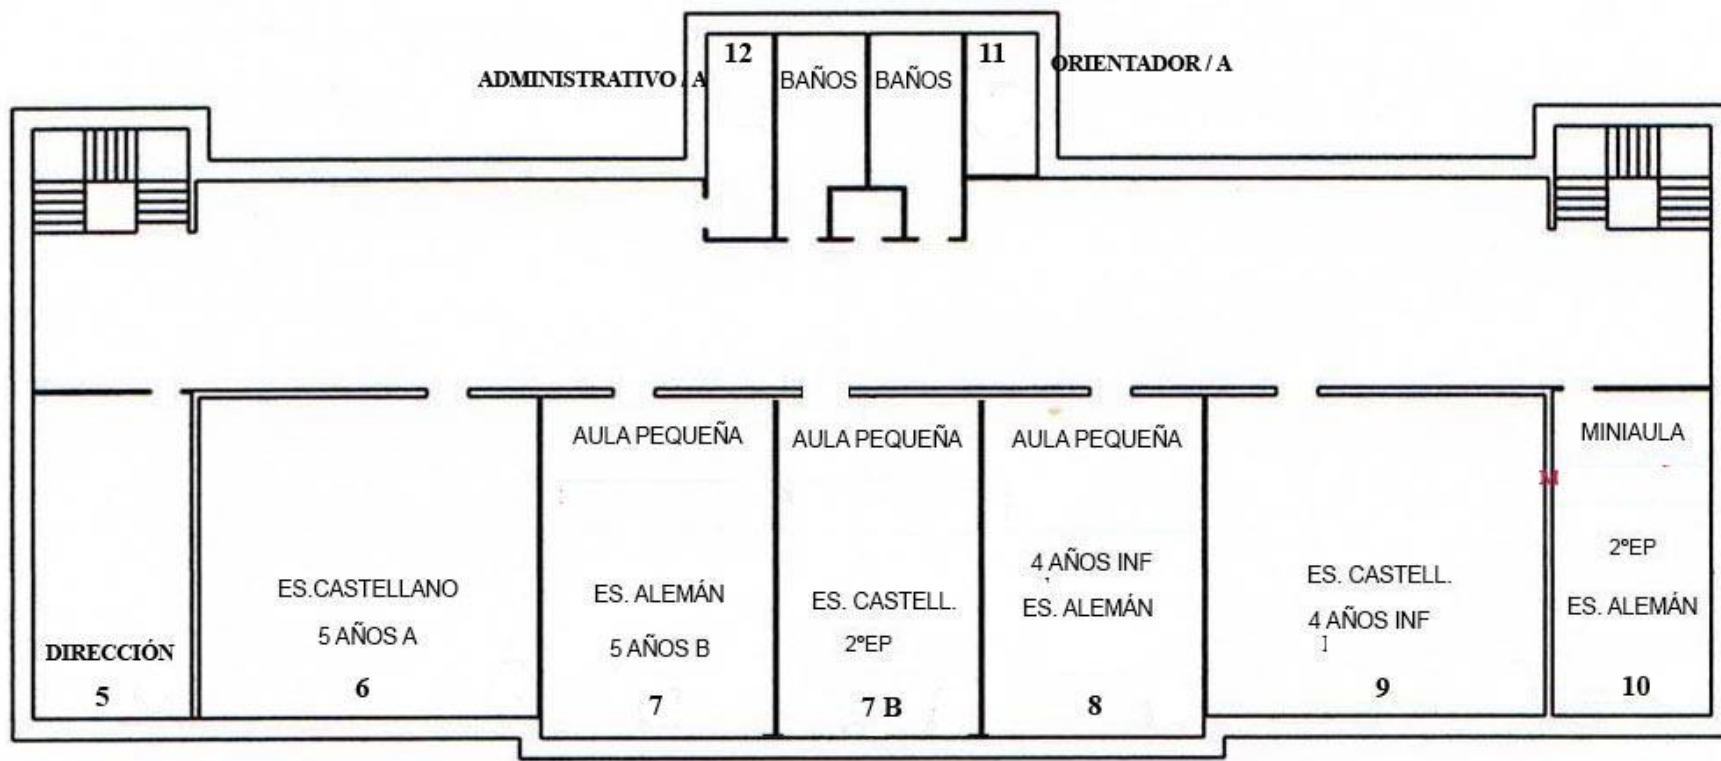 12
11
ADMINISTRATIVO / A
BAÑOS
BAÑOS
ORIENTADOR / A
AULA PEQUEÑA
AULA PEQUEÑA
AULA PEQUEÑA
MINIAULA
DIRECCIÓN
5
ES.CASTELLANO
5 AÑOS A
6
ES. ALEMÁN
5 AÑOS B
7
ES. CASTELL.
2ºEP
7 B
4 AÑOS INF
ES. ALEMÁN
8
ES. CASTELL.
4 AÑOS INF
9
2ºEP
ES. ALEMÁN
10